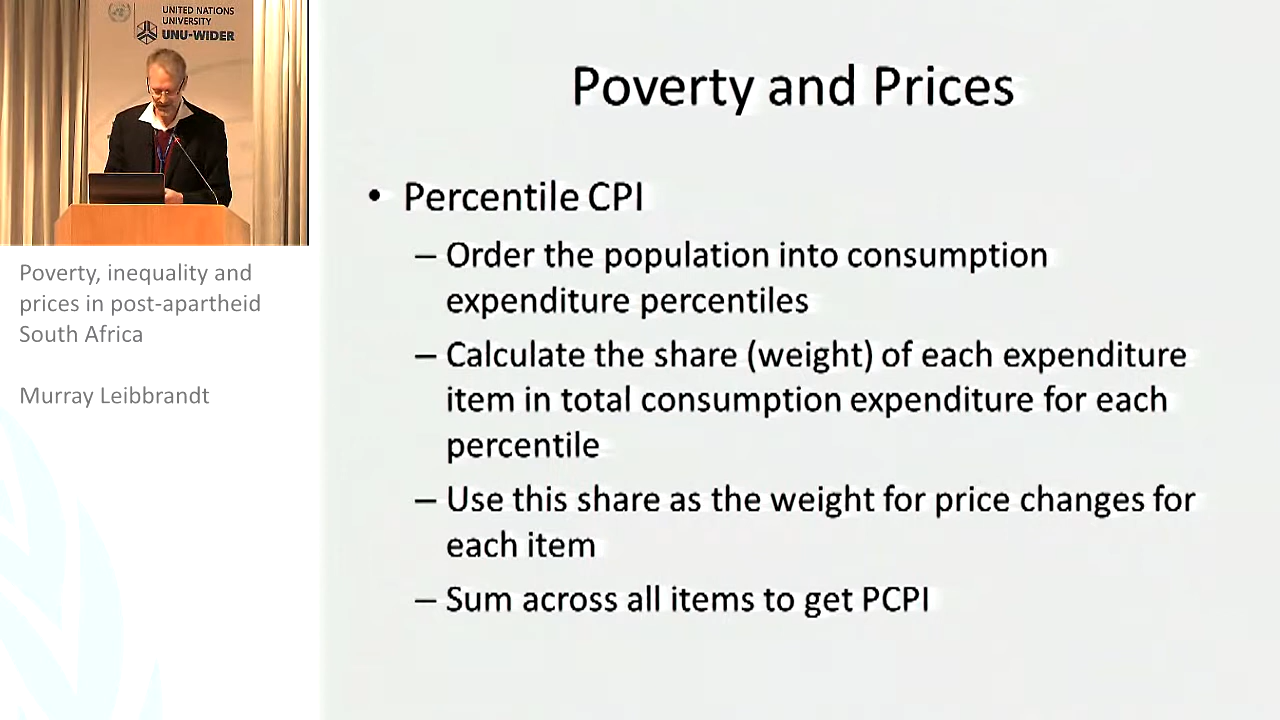 UNITED NATIONS
UNIVERSITY
UNU-WIDER
Poverty, inequality and
prices in post-apartheid
South Africa
Murray Leibbrandt
Poverty and Prices
• Percentile CPI
– Order the population into consumption
expenditure percentiles
– Calculate the share (weight) of each expenditure
item in total consumption expenditure for each
percentile
– Use this share as the weight for price changes for
each item
– Sum across all items to get PCPI